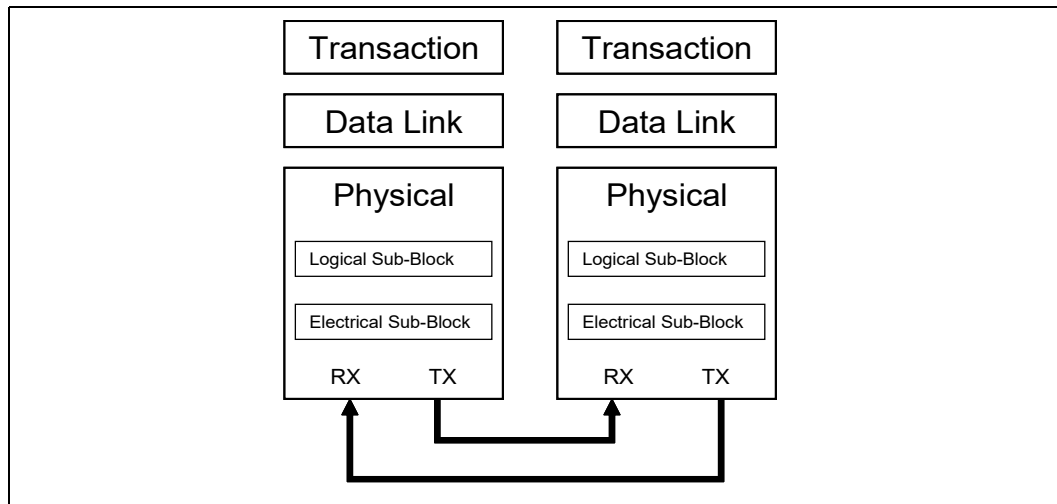 Transaction
Transaction
Data Link
Data Link
Physical
Logical Sub-Block
Electrical Sub-Block
RX TX
Physical
Logical Sub-Block
Electrical Sub-Block
RX TX